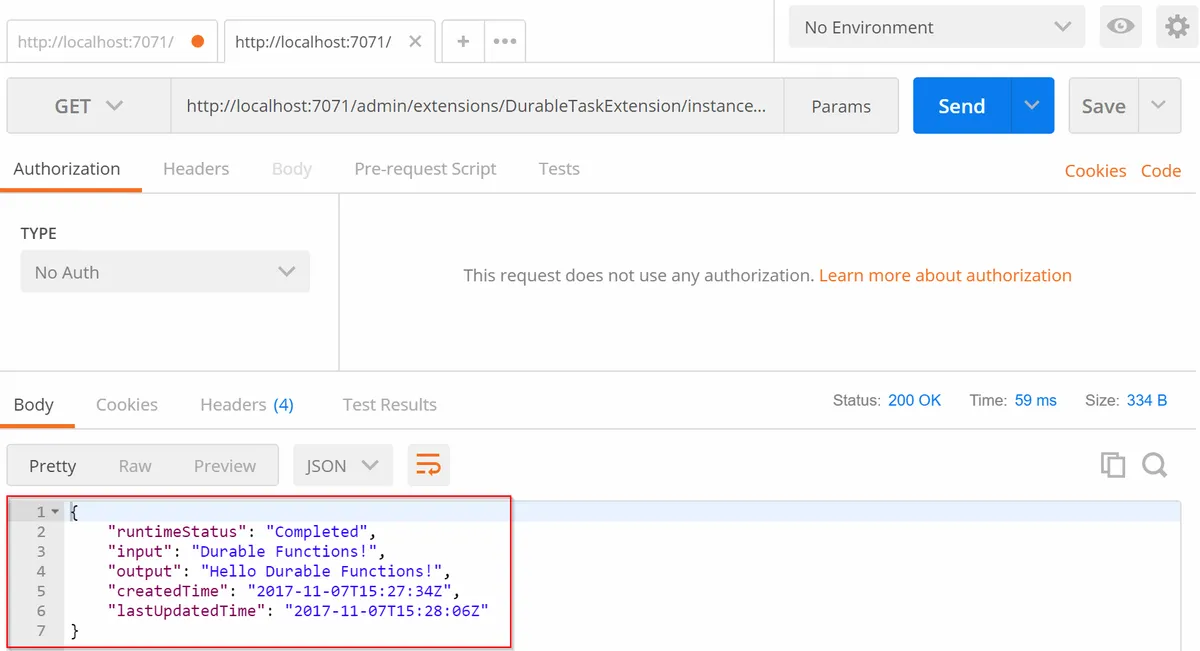 http://localhost:7071/ http://localhost:7071/ No Environment
GET http://localhost:7071/admin/extensions/DurableTaskExtension/instance... Params Send Save
Authorization Headers Body Pre-request Script Tests Cookies Code
TYPE
No Auth
This request does not use any authorization. Learn more about authorization
Body Cookies Headers (4) Test Results Status: 200 OK Time: 59 ms Size: 334 B
Pretty Raw Preview JSON
1 {
2 "runtimeStatus": "Completed",
3 "input": "Durable Functions!",
4 "output": "Hello Durable Functions!",
5 "createdTime": "2017-11-07T15:27:34Z",
6 "lastUpdatedTime": "2017-11-07T15:28:06Z"
7 }